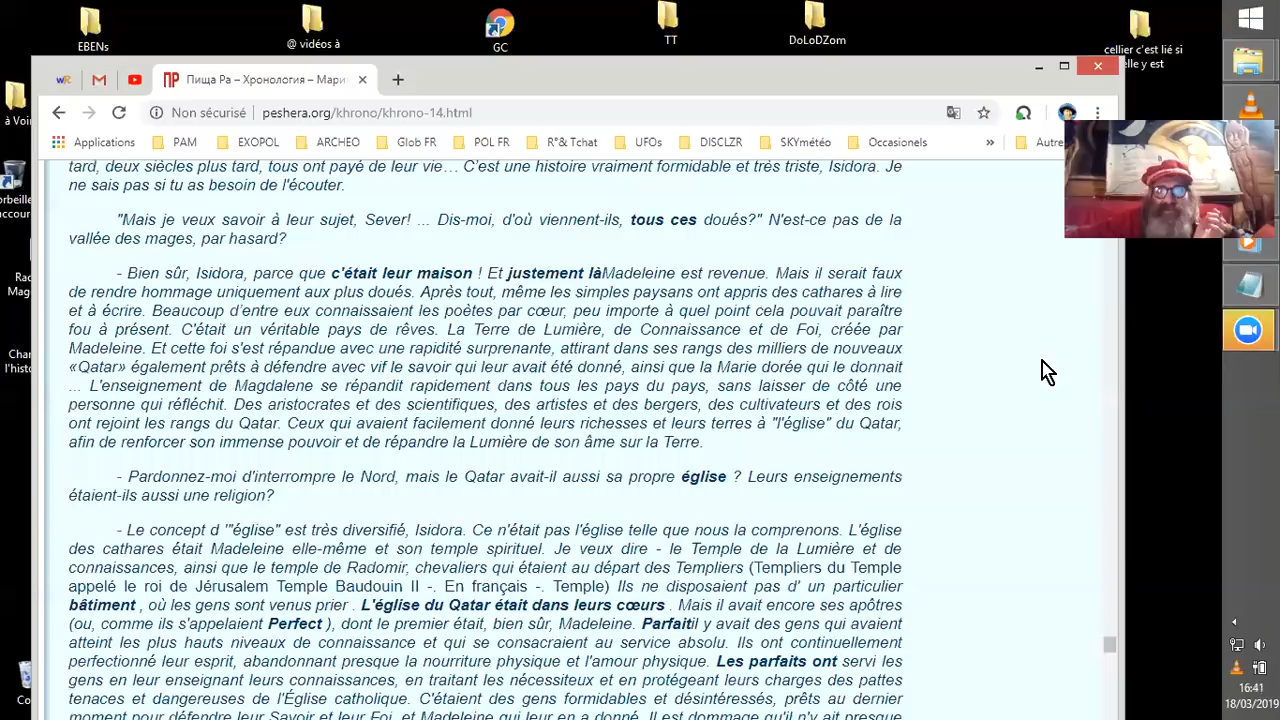 EBENs
@ vidéos à
GC
TT
DoLoDZom
cellier c'est lié si
lle y est
wR
Пища Ра – Хронология – Мари
Non sécurisé peshera.org/khrono/khrono-14.html
Applications PAM EXOPOL ARCHEO Glob FR POL FR R°& Tchat UFOs DISCLZR SKYmétéo Occasionels » Autre
à Voir
tard, deux siècles plus tard, tous ont payé de leur vie… C’est une histoire vraiment formidable et très triste, Isidora. Je
ne sais pas si tu as besoin de l'écouter.
"Mais je veux savoir à leur sujet, Sever! ... Dis-moi, d'où viennent-ils, tous ces doués?" N'est-ce pas de la
vallée des mages, par hasard?
- Bien sûr, Isidora, parce que c'était leur maison ! Et justement làMadeleine est revenue. Mais il serait faux
de rendre hommage uniquement aux plus doués. Après tout, même les simples paysans ont appris des cathares à lire
et à écrire. Beaucoup d’entre eux connaissaient les poètes par cœur, peu importe à quel point cela pouvait paraître
fou à présent. C'était un véritable pays de rêves. La Terre de Lumière, de Connaissance et de Foi, créée par
Madeleine. Et cette foi s'est répandue avec une rapidité surprenante, attirant dans ses rangs des milliers de nouveaux
«Qatar» également prêts à défendre avec vif le savoir qui leur avait été donné, ainsi que la Marie dorée qui le donnait
... L'enseignement de Magdalene se répandit rapidement dans tous les pays du pays, sans laisser de côté une
personne qui réfléchit. Des aristocrates et des scientifiques, des artistes et des bergers, des cultivateurs et des rois
ont rejoint les rangs du Qatar. Ceux qui avaient facilement donné leurs richesses et leurs terres à "l'église" du Qatar,
afin de renforcer son immense pouvoir et de répandre la Lumière de son âme sur la Terre.
- Pardonnez-moi d'interrompre le Nord, mais le Qatar avait-il aussi sa propre église ? Leurs enseignements
étaient-ils aussi une religion?
- Le concept d '"église" est très diversifié, Isidora. Ce n'était pas l'église telle que nous la comprenons. L'église
des cathares était Madeleine elle-même et son temple spirituel. Je veux dire - le Temple de la Lumière et de
connaissances, ainsi que le temple de Radomir, chevaliers qui étaient au départ des Templiers (Templiers du Temple
appelé le roi de Jérusalem Temple Baudouin II -. En français -. Temple) Ils ne disposaient pas d' un particulier
bâtiment , où les gens sont venus prier . L'église du Qatar était dans leurs cœurs . Mais il avait encore ses apôtres
(ou, comme ils s'appelaient Perfect ), dont le premier était, bien sûr, Madeleine. Parfaitil y avait des gens qui avaient
atteint les plus hauts niveaux de connaissance et qui se consacraient au service absolu. Ils ont continuellement
perfectionné leur esprit, abandonnant presque la nourriture physique et l'amour physique. Les parfaits ont servi les
gens en leur enseignant leurs connaissances, en traitant les nécessiteux et en protégeant leurs charges des pattes
tenaces et dangereuses de l'Église catholique. C'étaient des gens formidables et désintéressés, prêts au dernier
moment pour défendre leur Savoir et leur Foi, et Madeleine qui leur en a donné. Il est dommage qu'il n'y ait presque
16:41
18/03/2019